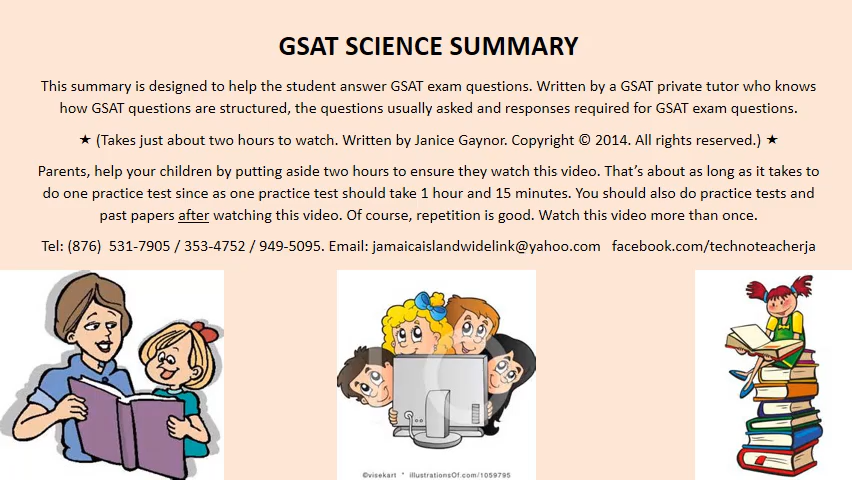 GSAT SCIENCE SUMMARY
This summary is designed to help the student answer GSAT exam questions. Written by a GSAT private tutor who knows
how GSAT questions are structured, the questions usually asked and responses required for GSAT exam questions.
★ (Takes just about two hours to watch. Written by Janice Gaynor. Copyright © 2014. All rights reserved.) ★
Parents, help your children by putting aside two hours to ensure they watch this video. That's about as long as it takes to
do one practice test since as one practice test should take 1 hour and 15 minutes. You should also do practice tests and
past papers after watching this video. Of course, repetition is good. Watch this video more than once.
Tel: (876) 531-7905 / 353-4752 / 949-5095. Email: jamaicaislandwidelink@yahoo.com facebook.com/technoteacherja
©visekart * illustrationsOf.com/1059795